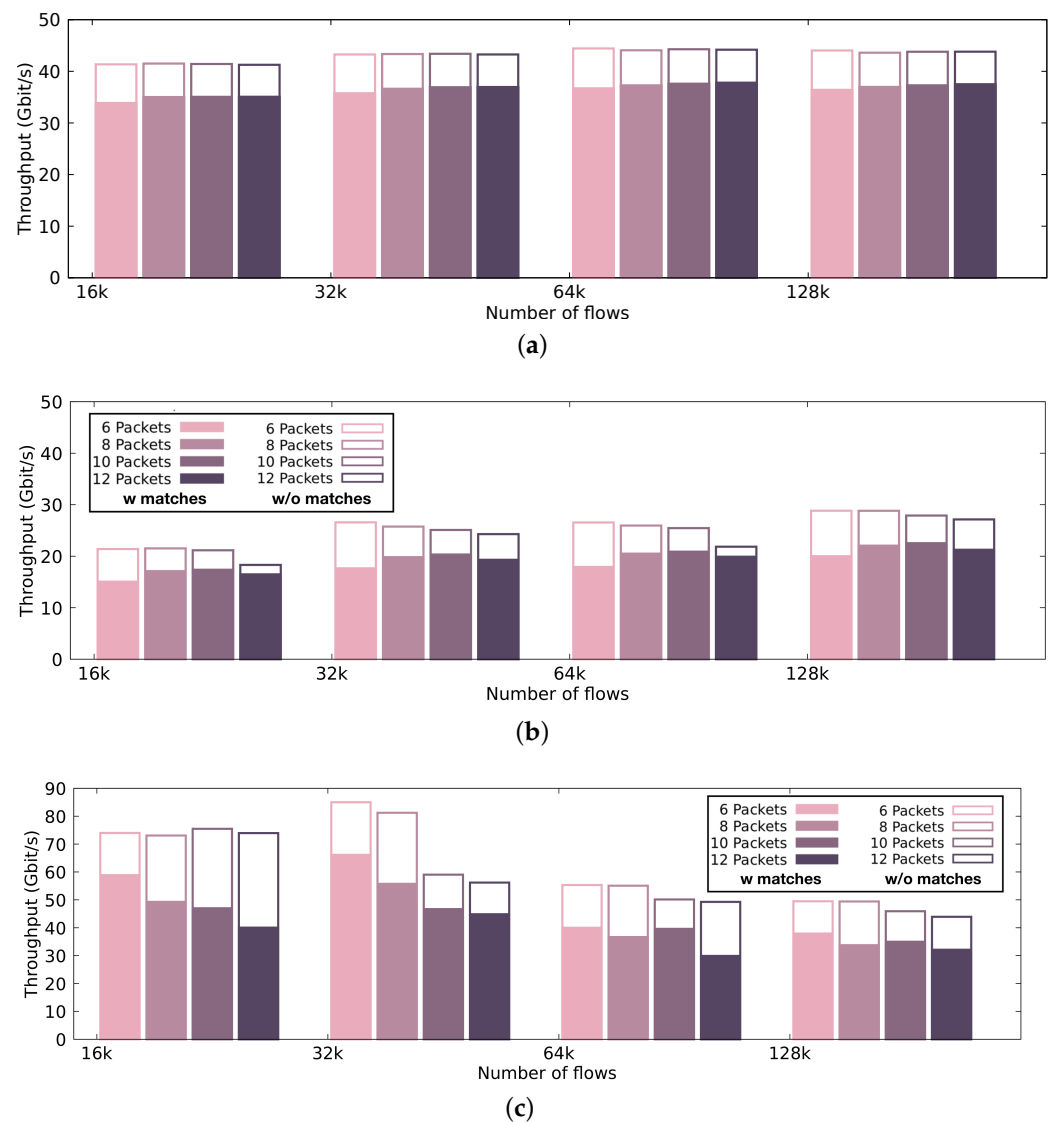 50
40
30
20
10
0
Throughput (Gbit/s)
16k 32k 64k 128k
Number of flows
(a)
50
40
30
20
10
0
Throughput (Gbit/s)
6 Packets 6 Packets
8 Packets 8 Packets
10 Packets 10 Packets
12 Packets 12 Packets
w matches w/o matches
16k 32k 64k 128k
Number of flows
(b)
90
80
70
60
50
40
30
20
10
0
Throughput (Gbit/s)
6 Packets 6 Packets
8 Packets 8 Packets
10 Packets 10 Packets
12 Packets 12 Packets
w matches w/o matches
16k 32k 64k 128k
Number of flows
(c)